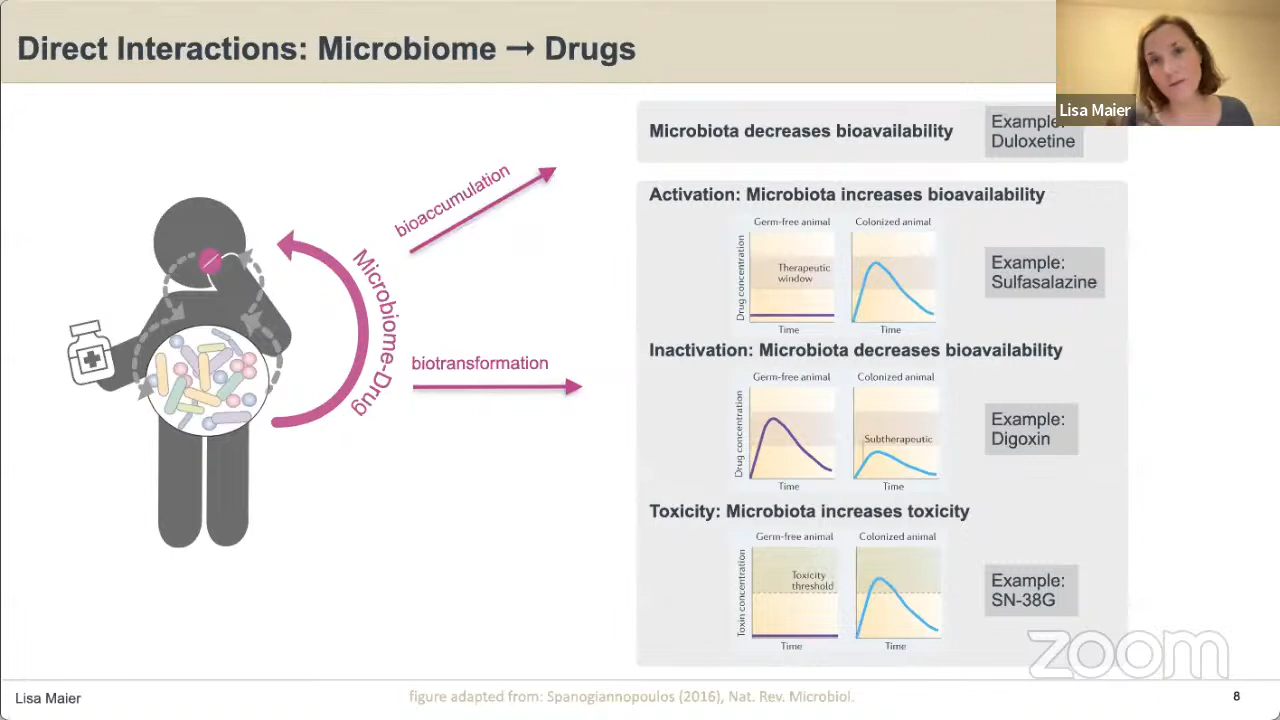 Direct Interactions: Microbiome → Drugs
Lisa Maier
Microbiota decreases bioavailability
Example:
Duloxetine
bioaccumulation
Microbiome-Drug
biotransformation
Activation: Microbiota increases bioavailability
Germ-free animal
Colonized animal
Drug concentration
Therapeutic
window
Time
Time
Example:
Sulfasalazine
Inactivation: Microbiota decreases bioavailability
Germ-free animal
Colonized animal
Drug concentration
Subtherapeutic
Time
Time
Example:
Digoxin
Toxicity: Microbiota increases toxicity
Germ-free animal
Colonized animal
Toxin concentration
Toxicity
threshold
Time
Time
Example:
SN-38G
zoom
Lisa Maier
figure adapted from: Spanogiannopoulos (2016), Nat. Rev. Microbiol.
8